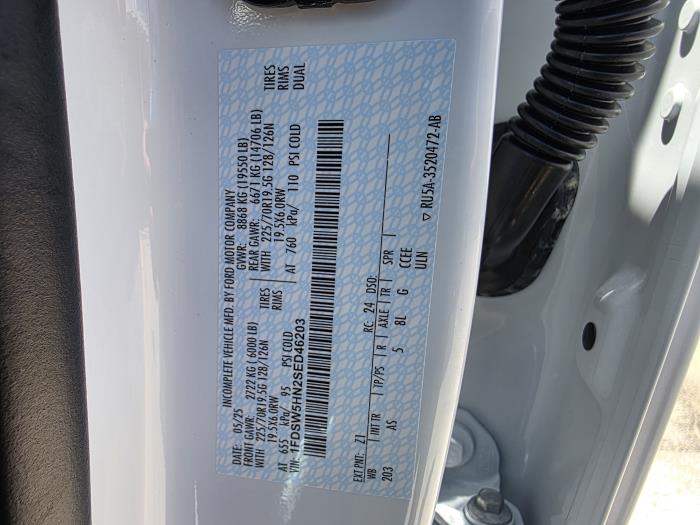 INCOMPLETE VEHICLE MFD. BY FORD MOTOR COMPANY
DATE: 05/25 GVWR: 8868 KG (19550 LB)
FRONT GAWR: 2722 KG (6000 LB) REAR GAWR: 6671 KG (14706 LB)
WITH 225/70R19.5G 128/126N TIRES WITH 225/70R19.5G 128/126N TIRES
19.5X6.0RW RIMS 19.5X6.0RW RIMS
AT 655 kPa/ 95 PSI COLD AT 760 kPa/ 110 PSI COLD DUAL
VIN: 1FDSW5HN2SED46203
EXT PNT: Z1 RC: 24 DSO:
WB INT TR TP/PS R AXLE TR SPR
203 AS 5 8L G CCEE
ULN
▽ RU5A-3520472-AB